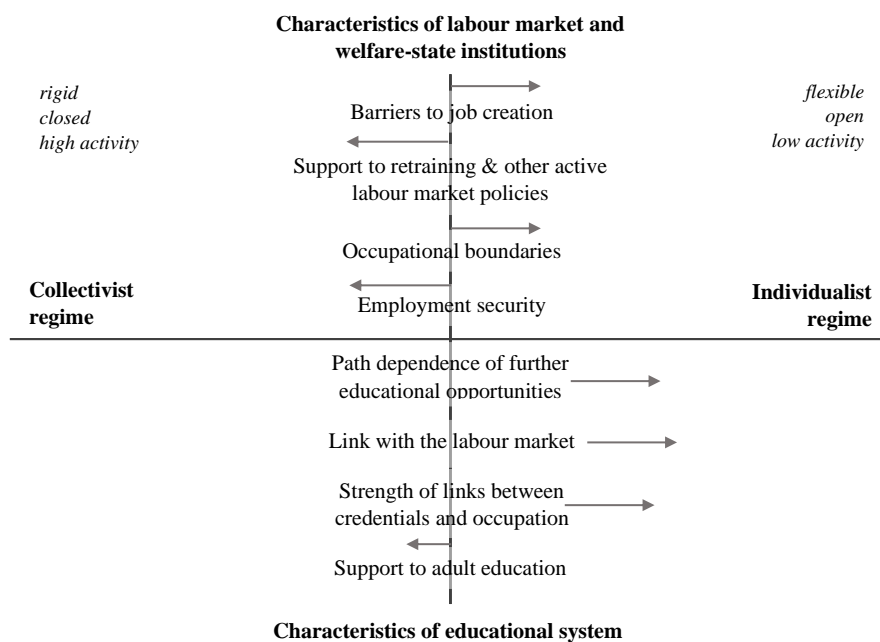 Characteristics of labour market and
welfare-state institutions
rigid
closed
high activity
flexible
open
low activity
Barriers to job creation
Support to retraining & other active
labour market policies
Occupational boundaries
Employment security
Collectivist
regime
Individualist
regime
Path dependence of further
educational opportunities
Link with the labour market
Strength of links between
credentials and occupation
Support to adult education
Characteristics of educational system